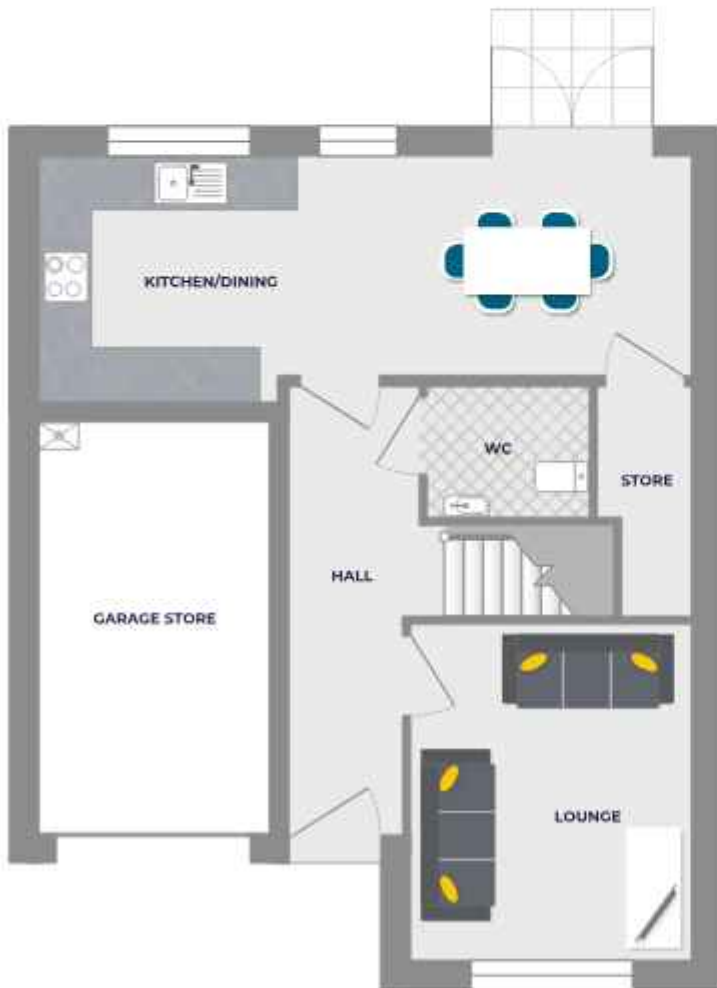 KITCHEN/DINING
WC
STORE
HALL
GARAGE STORE
LOUNGE